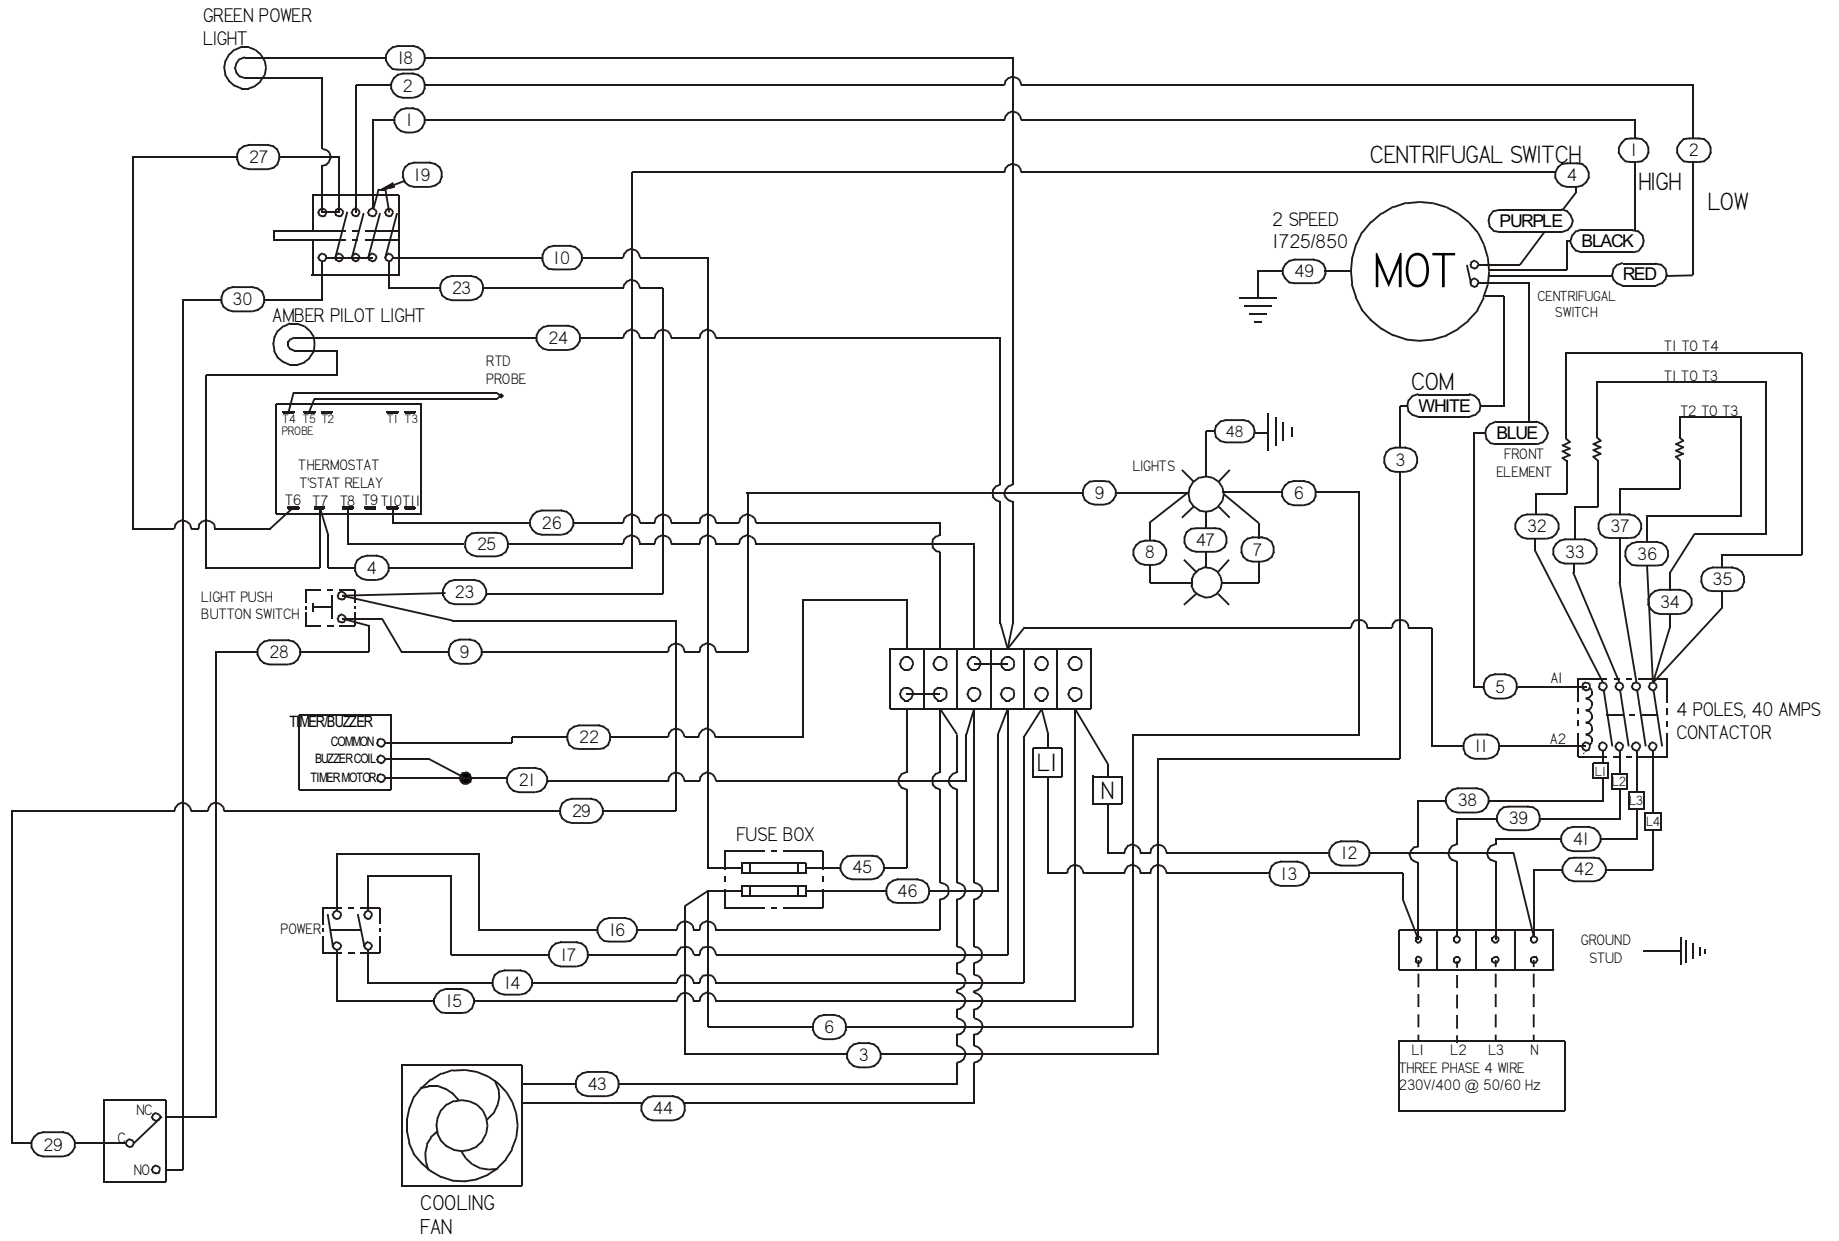 GREEN POWER
LIGHT
18
2
1
27
19
CENTRIFUGAL SWITCH
4
1
2
HIGH
LOW
2 SPEED
1725/850
PURPLE
BLACK
RED
MOT
49
CENTRIFUGAL
SWITCH
10
23
30
AMBER PILOT LIGHT
24
RTD
PROBE
T4 T5 T2 T1 T3
PROBE
THERMOSTAT
T'STAT RELAY
T6 T7 T8 T9 T10 T11
COM
WHITE
BLUE
FRONT
ELEMENT
3
T1 TO T4
T1 TO T3
T2 TO T3
48
LIGHTS
9
6
8
47
7
32
33
37
36
34
35
26
25
4
23
LIGHT PUSH
BUTTON SWITCH
28
9
5
A1
11
A2
4 POLES, 40 AMPS
CONTACTOR
TIMER/BUZZER
COMMON
BUZZER COIL
TIMER MOTOR
22
21
29
L1
N
L1
L2
L3
L4
38
39
41
42
12
13
FUSE BOX
45
46
POWER
16
17
14
15
6
3
GROUND
STUD
L1 L2 L3 N
THREE PHASE 4 WIRE
230V/400 @ 50/60 Hz
43
44
NC
C
NO
29
COOLING
FAN